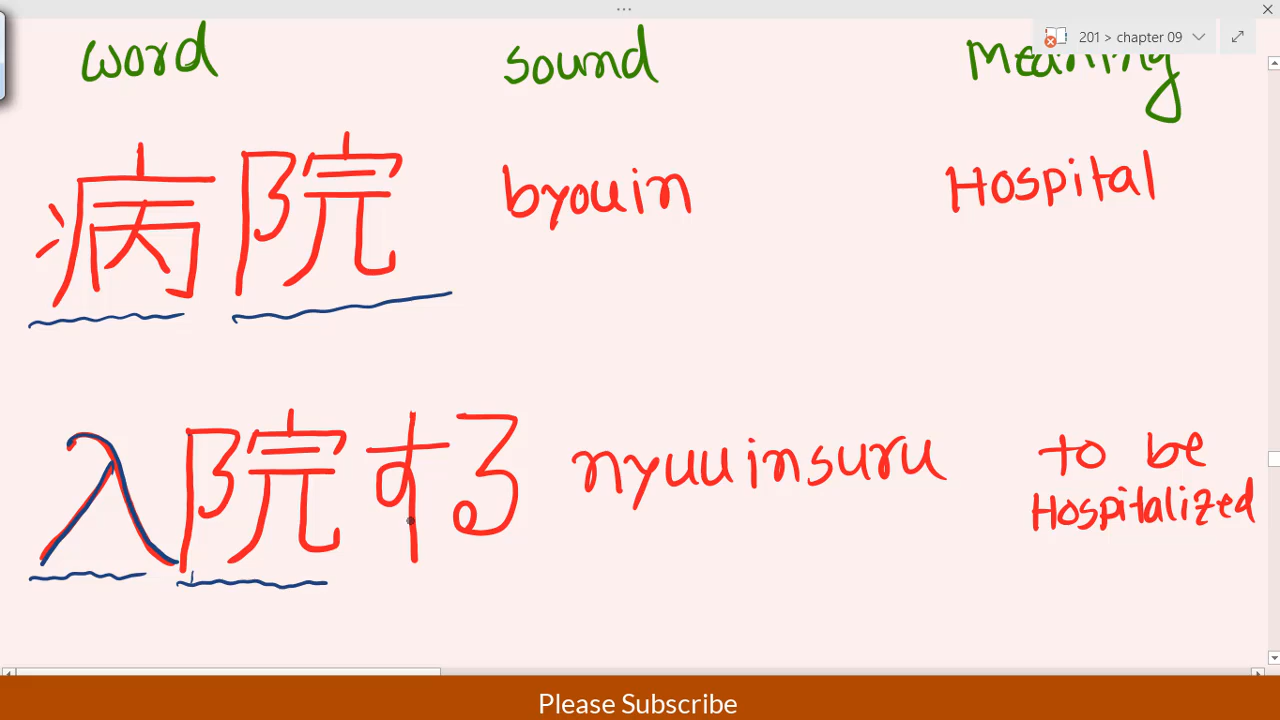 201 > chapter 09
word sound Meaning
病院 byouin Hospital
入院する nyuuinsuru to be
Hospitalized
Please Subscribe